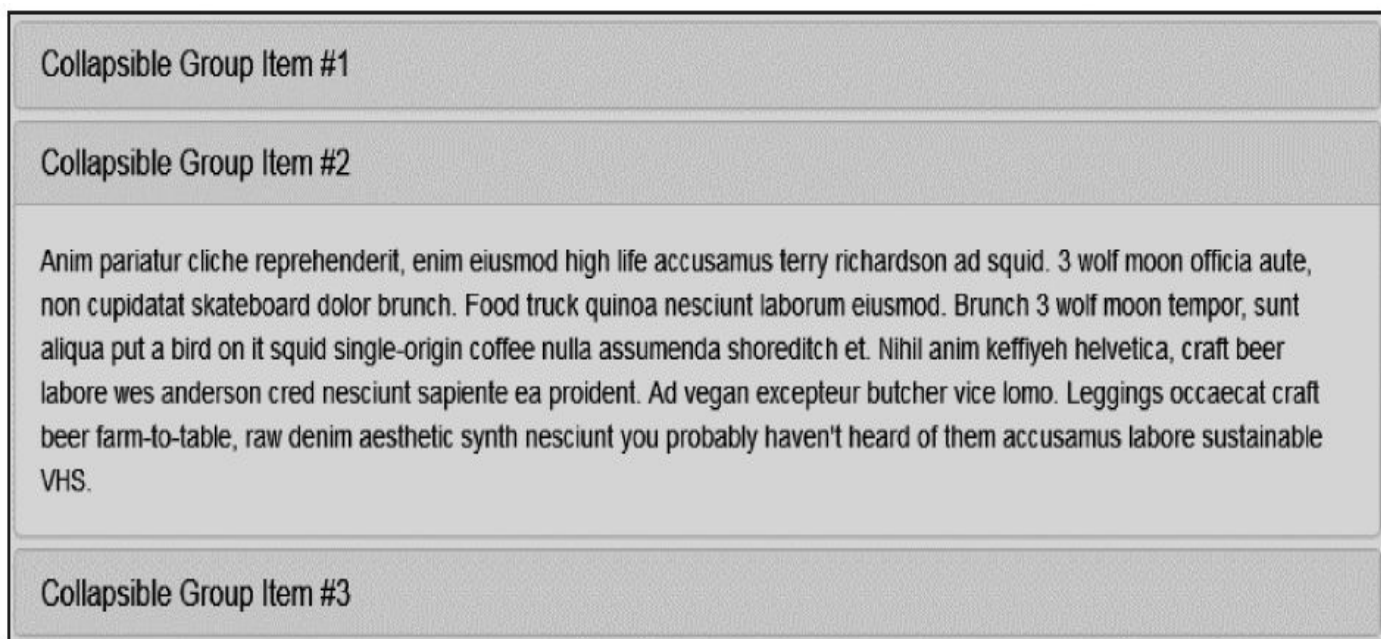 Collapsible Group Item #1
Collapsible Group Item #2
Anim pariatur cliche reprehenderit, enim eiusmod high life accusamus terry richardson ad squid. 3 wolf moon officia aute,
non cupidatat skateboard dolor brunch. Food truck quinoa nesciunt laborum eiusmod. Brunch 3 wolf moon tempor, sunt
aliqua put a bird on it squid single-origin coffee nulla assumenda shoreditch et. Nihil anim keffiyeh helvetica, craft beer
labore wes anderson cred nesciunt sapiente ea proident. Ad vegan excepteur butcher vice lomo. Leggings occaecat craft
beer farm-to-table, raw denim aesthetic synth nesciunt you probably haven't heard of them accusamus labore sustainable
VHS.
Collapsible Group Item #3